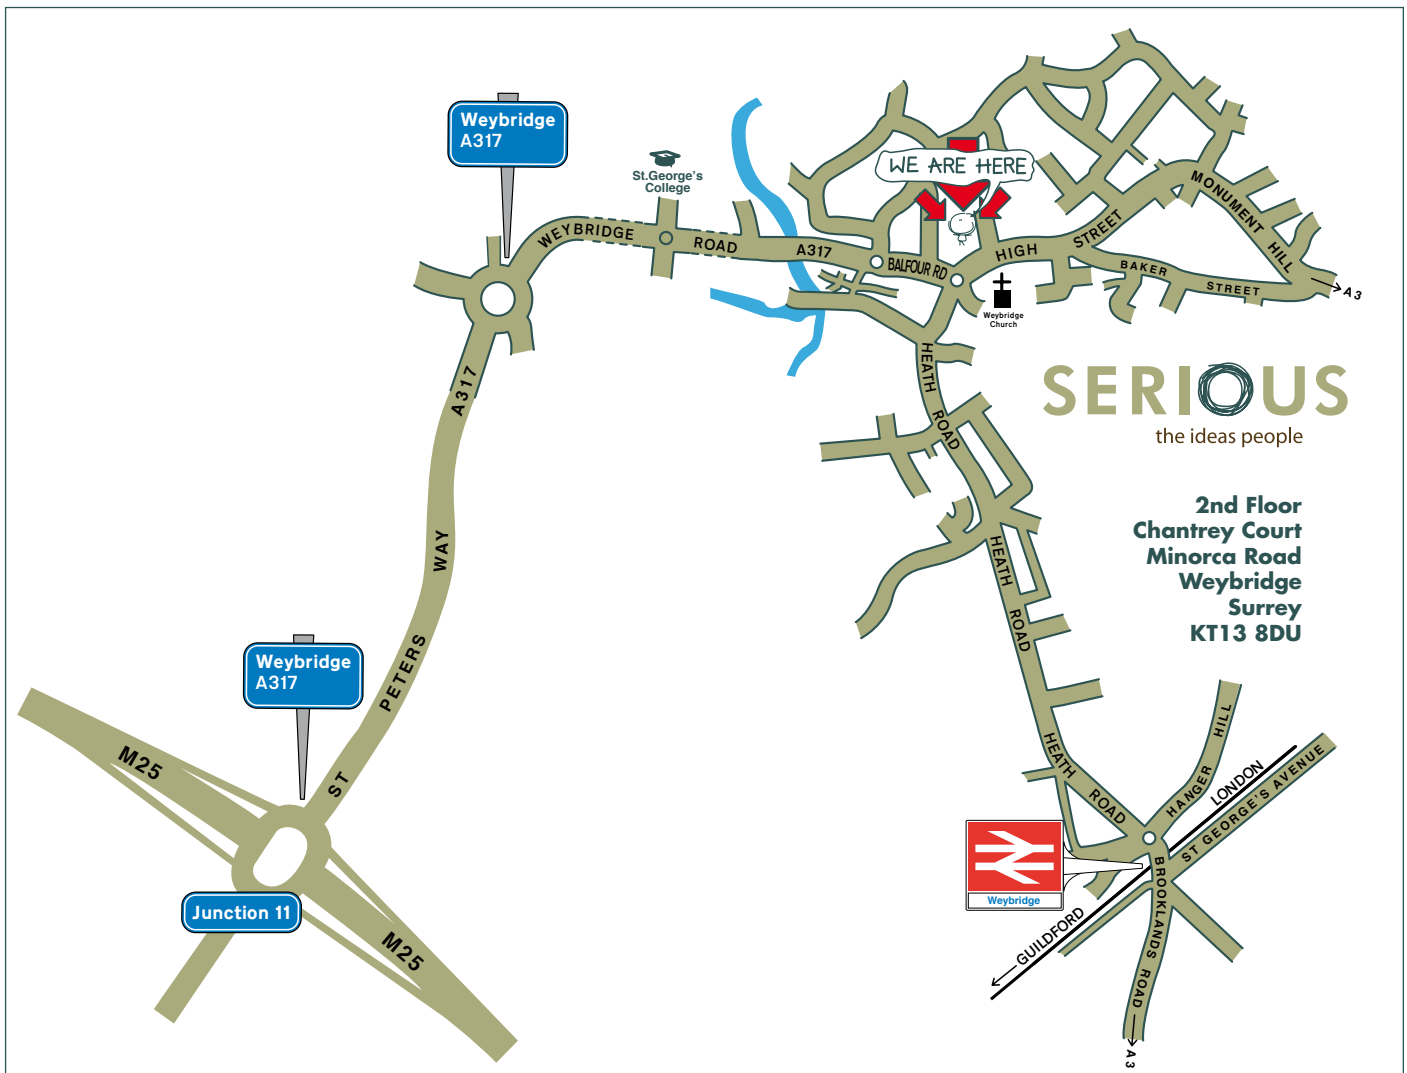 Weybridge
A317
St.George's
College
WE ARE HERE
WEYBRIDGE ROAD A317
BALFOUR RD
HIGH STREET
MONUMENT HILL
BAKER STREET
A3
Weybridge
Church
A317
HEATH ROAD
SERIOUS
the ideas people
2nd Floor
Chantrey Court
Minorca Road
Weybridge
Surrey
KT13 8DU
HEATH ROAD
ST PETERS WAY
Weybridge
A317
M25
Junction 11
M25
HEATH ROAD
HANGER HILL
LONDON
ST GEORGE'S AVENUE
Weybridge
GUILDFORD
BROOKLANDS ROAD
A3